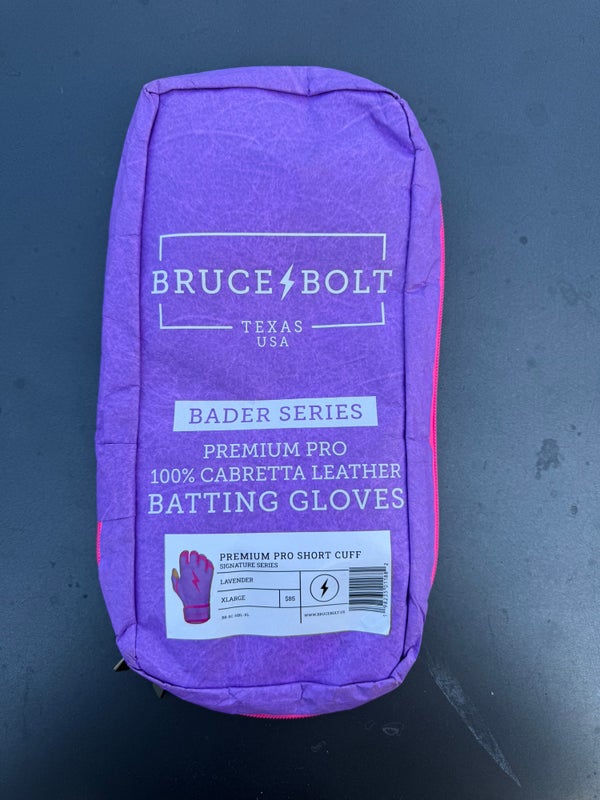 BRUCE BOLT
TEXAS
USA
BADER SERIES
PREMIUM PRO
100% CABRETTA LEATHER
BATTING GLOVES
PREMIUM PRO SHORT CUFF
SIGNATURE SERIES
LAVENDER
XLARGE
$85
WWW.BRUCEBOLT.US